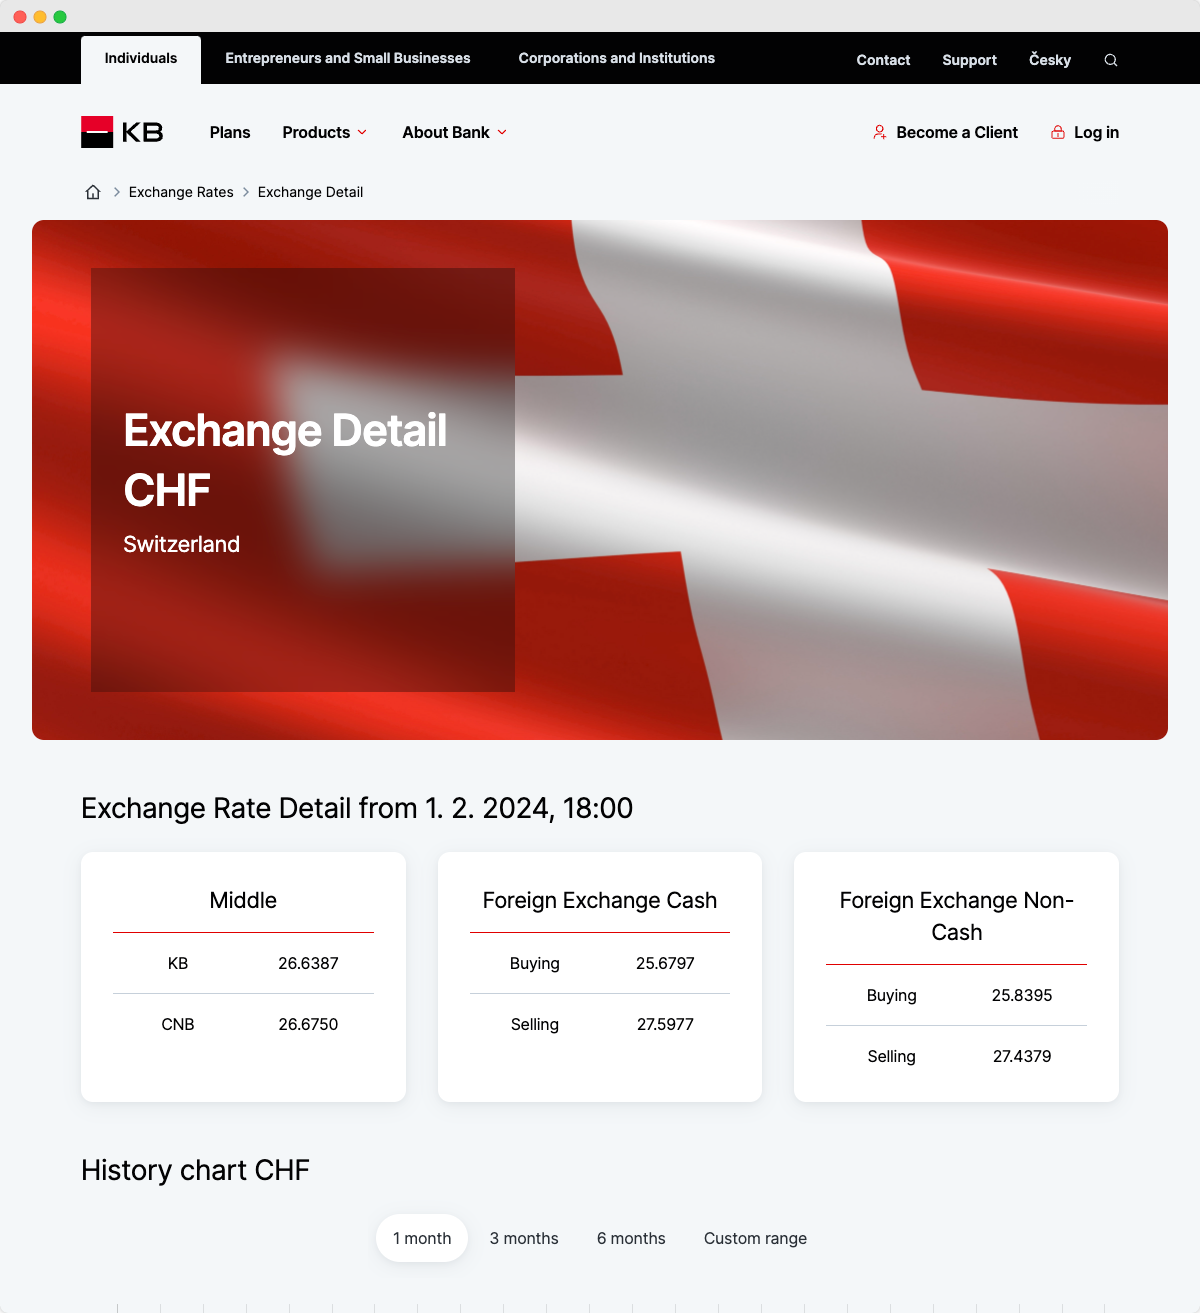 Individuals
Entrepreneurs and Small Businesses
Corporations and Institutions
Contact
Support
Česky
KB
Plans
Products
About Bank
Become a Client
Log in
Exchange Rates
Exchange Detail
Exchange Detail
CHF
Switzerland
Exchange Rate Detail from 1. 2. 2024, 18:00
Middle
KB 26.6387
CNB 26.6750
Foreign Exchange Cash
Buying 25.6797
Selling 27.5977
Foreign Exchange Non-
Cash
Buying 25.8395
Selling 27.4379
History chart CHF
1 month
3 months
6 months
Custom range